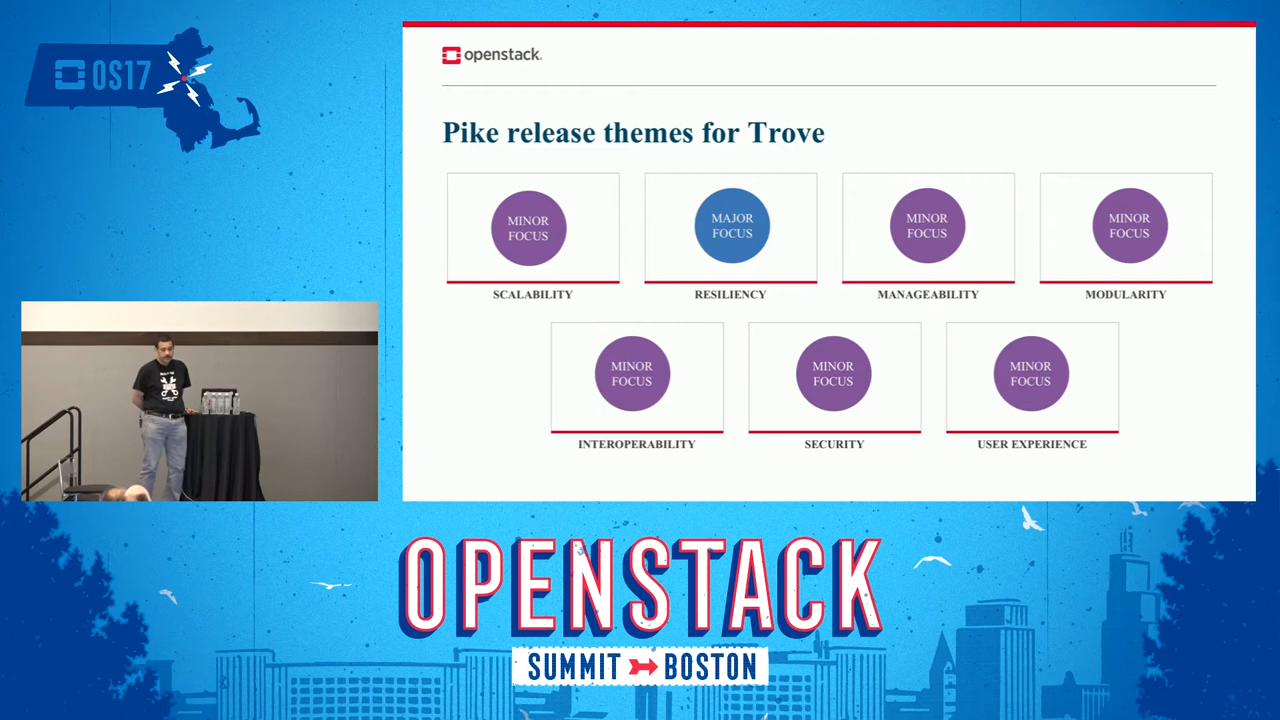 OS17
openstack.
Pike release themes for Trove
MINOR
FOCUS
MAJOR
FOCUS
MINOR
FOCUS
MINOR
FOCUS
SCALABILITY
RESILIENCY
MANAGEABILITY
MODULARITY
MINOR
FOCUS
MINOR
FOCUS
MINOR
FOCUS
INTEROPERABILITY
SECURITY
USER EXPERIENCE
OPENSTACK
SUMMIT BOSTON